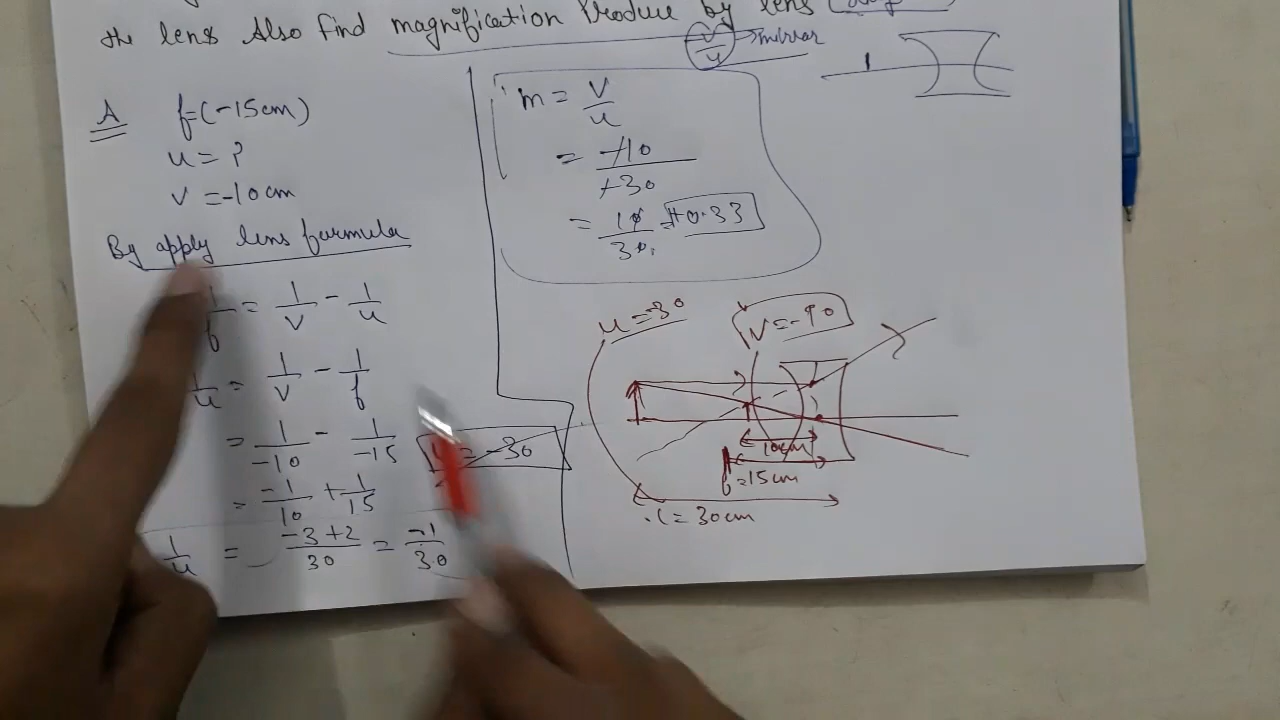 the lens Also find magnification Produce by lens
v/u → mirror
A f=(-15cm)
u = ?
v = -10cm
By apply lens formula
1/f = 1/v - 1/u
1/u = 1/v - 1/f
= 1/-10 - 1/-15
= -1/10 + 1/15
1/u = -3+2/30 = -1/30
u = -30
m = v/u
= -10/-30
= 10/30 = +0.33
u = -30
v = -10
10cm
f = 15cm
u = 30cm